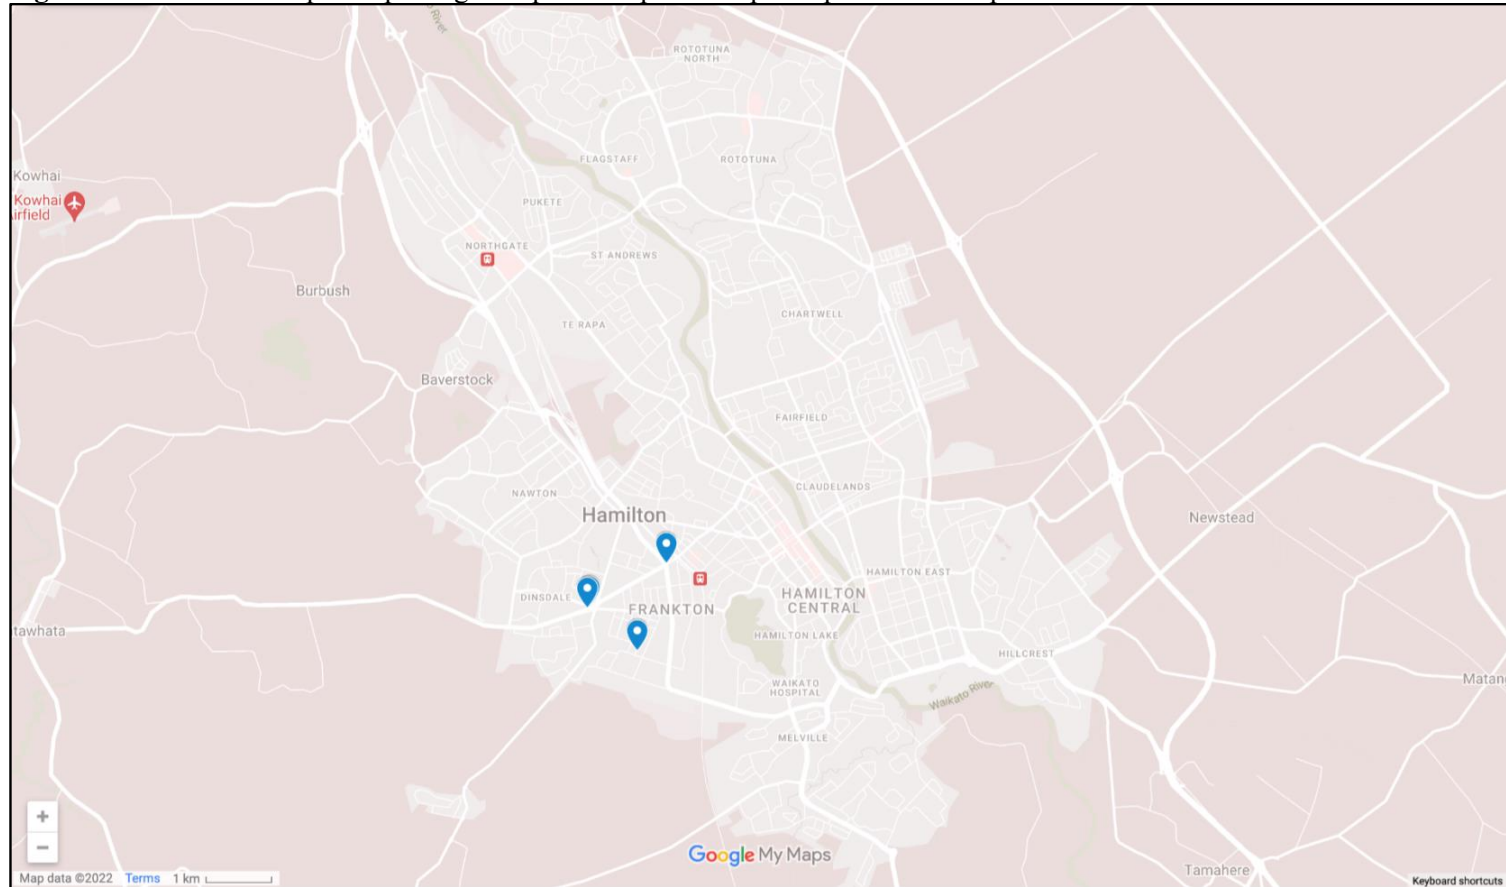 River
ROTOTUNA
NORTH
FLAGSTAFF
ROTOTUNA
Kowhai
Kowhai
irfield
PUKETE
NORTHGATE
ST ANDREWS
Burbush
CHARTWELL
TE RAPA
Baverstock
FAIRFIELD
CLAUDELANDS
NAWTON
Hamilton
Newstead
HAMILTON EAST
DINSDALE
HAMILTON
CENTRAL
FRANKTON
tawhata
HAMILTON LAKE
HILLCREST
WAIKATO
HOSPITAL
Matang
Waikato River
MELVILLE
+
−
Google My Maps
Tamahere
Map data ©2022 Terms 1 km
Keyboard shortcuts